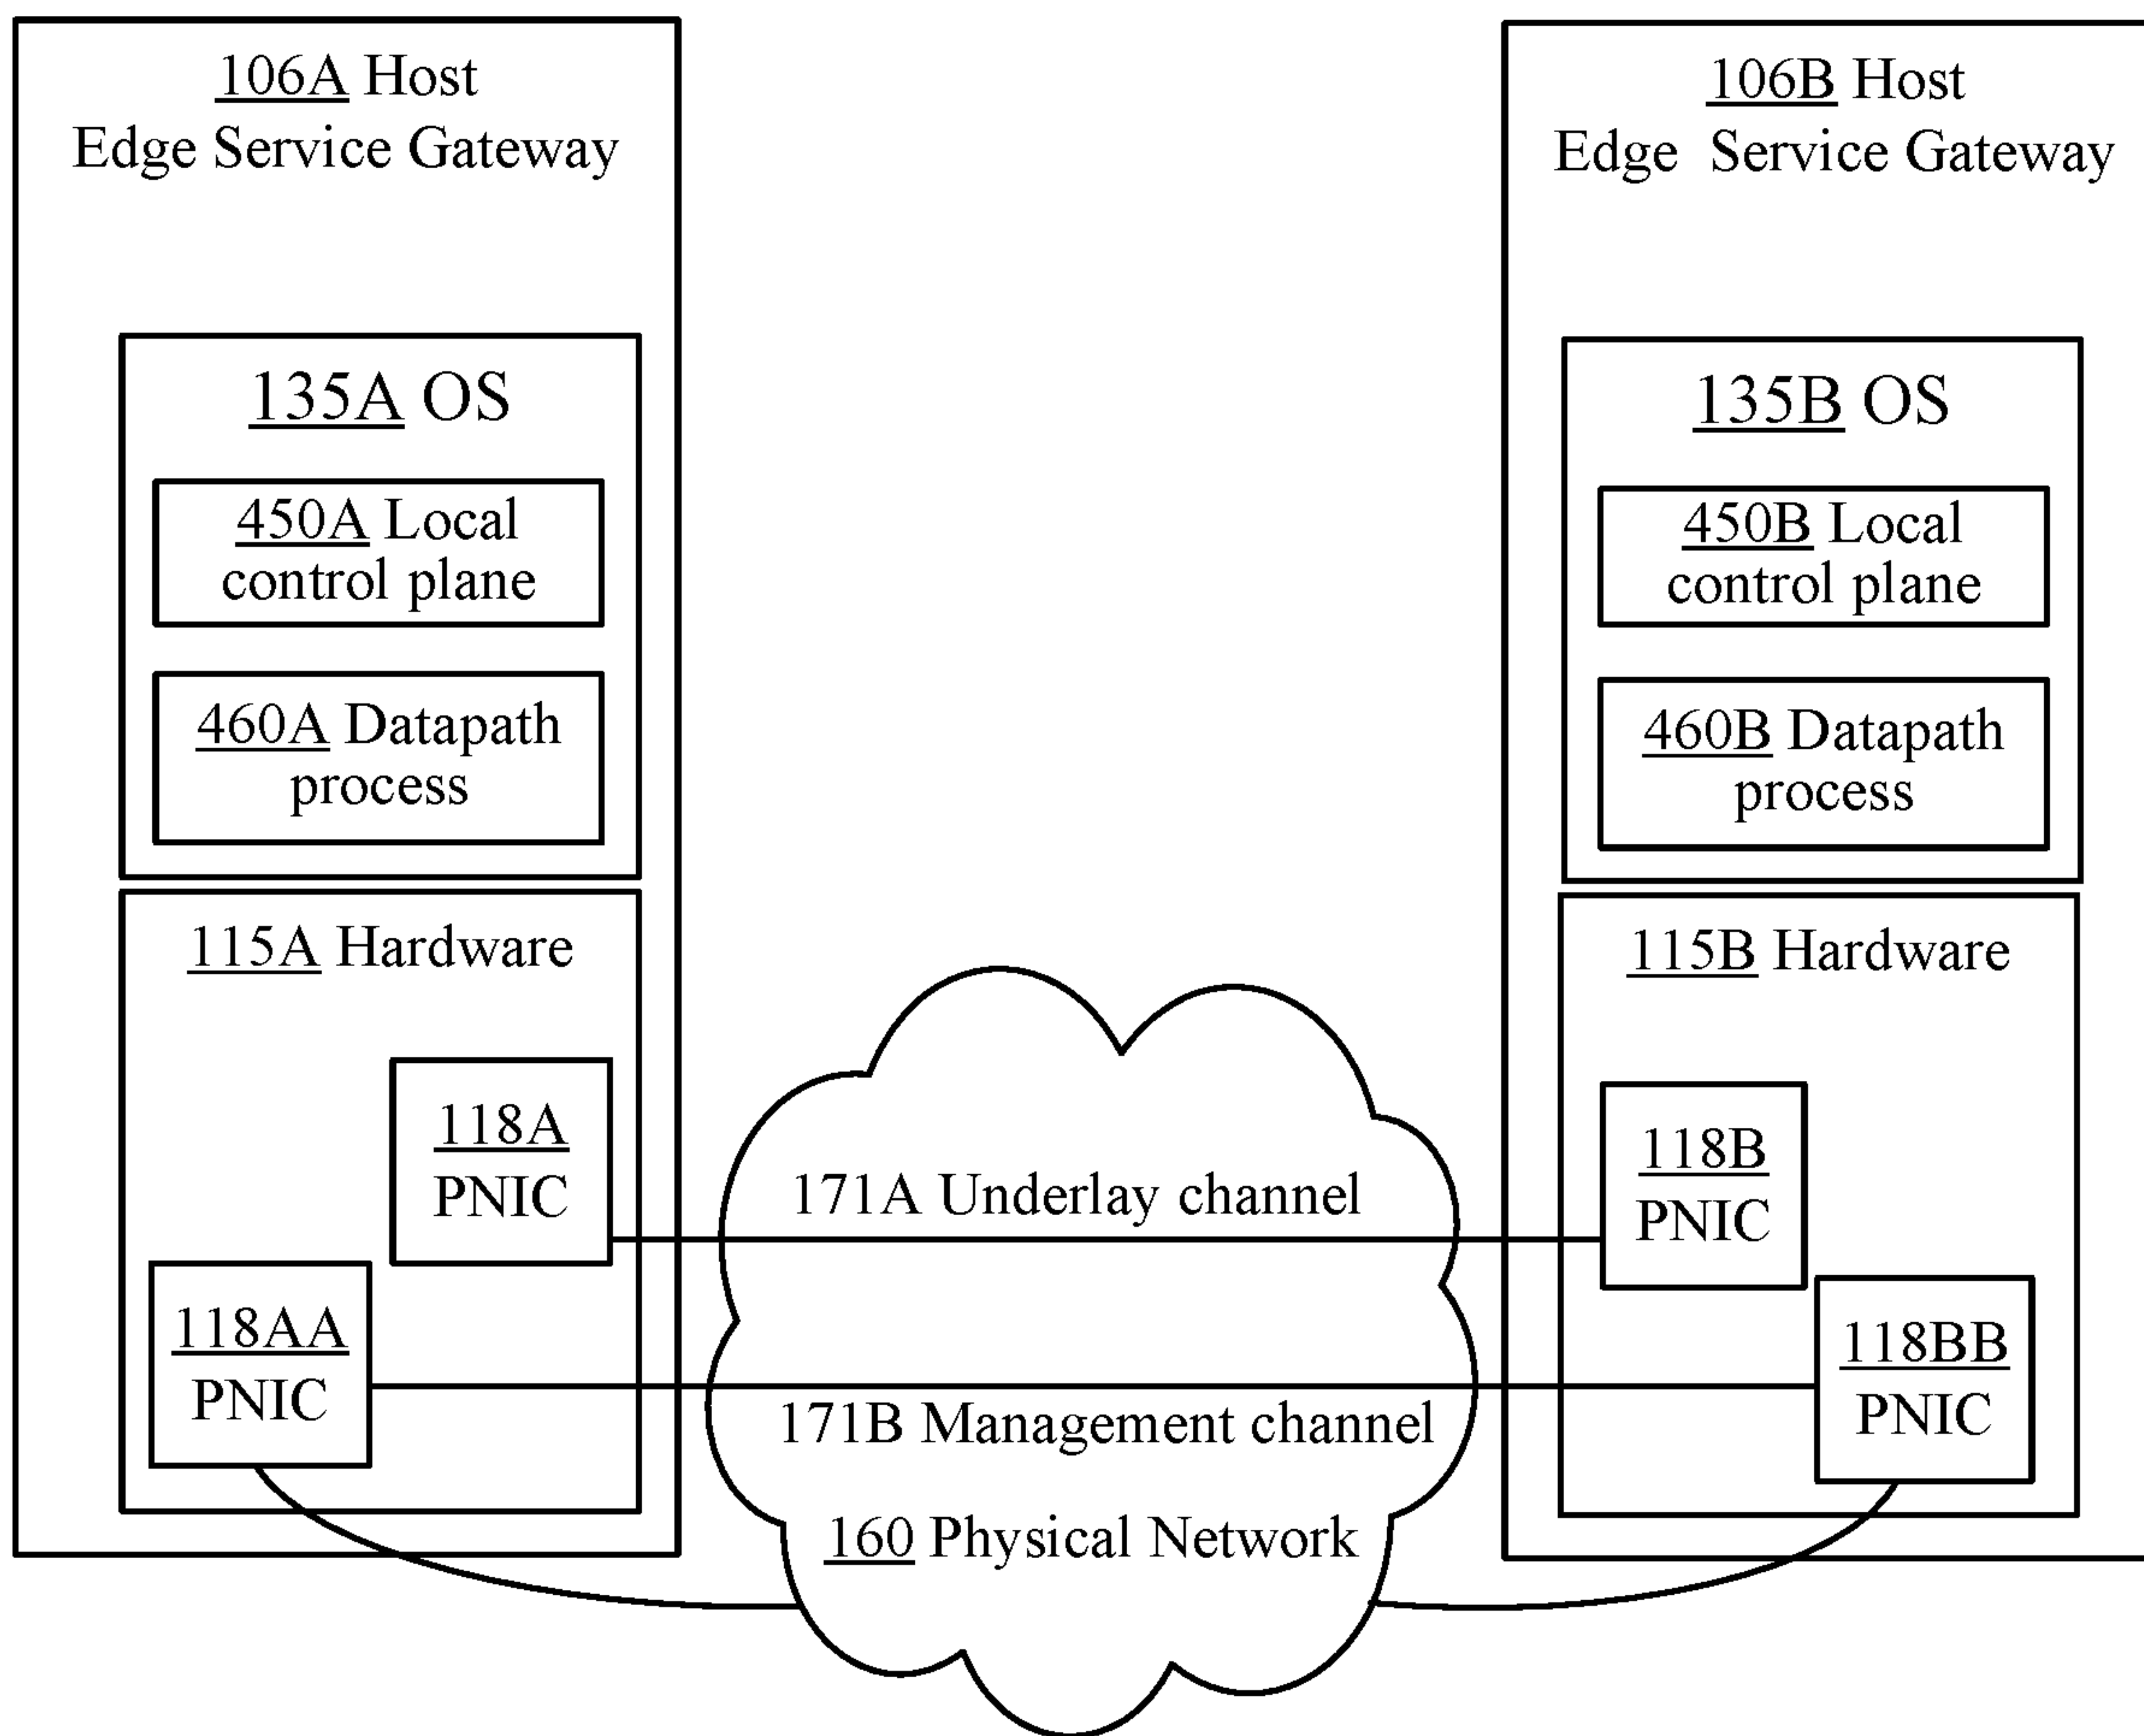 106A Host
Edge Service Gateway
135A OS
450A Local
control plane
460A Datapath
process
115A Hardware
118A
PNIC
118AA
PNIC
171A Underlay channel
171B Management channel
160 Physical Network
106B Host
Edge Service Gateway
135B OS
450B Local
control plane
460B Datapath
process
115B Hardware
118B
PNIC
118BB
PNIC